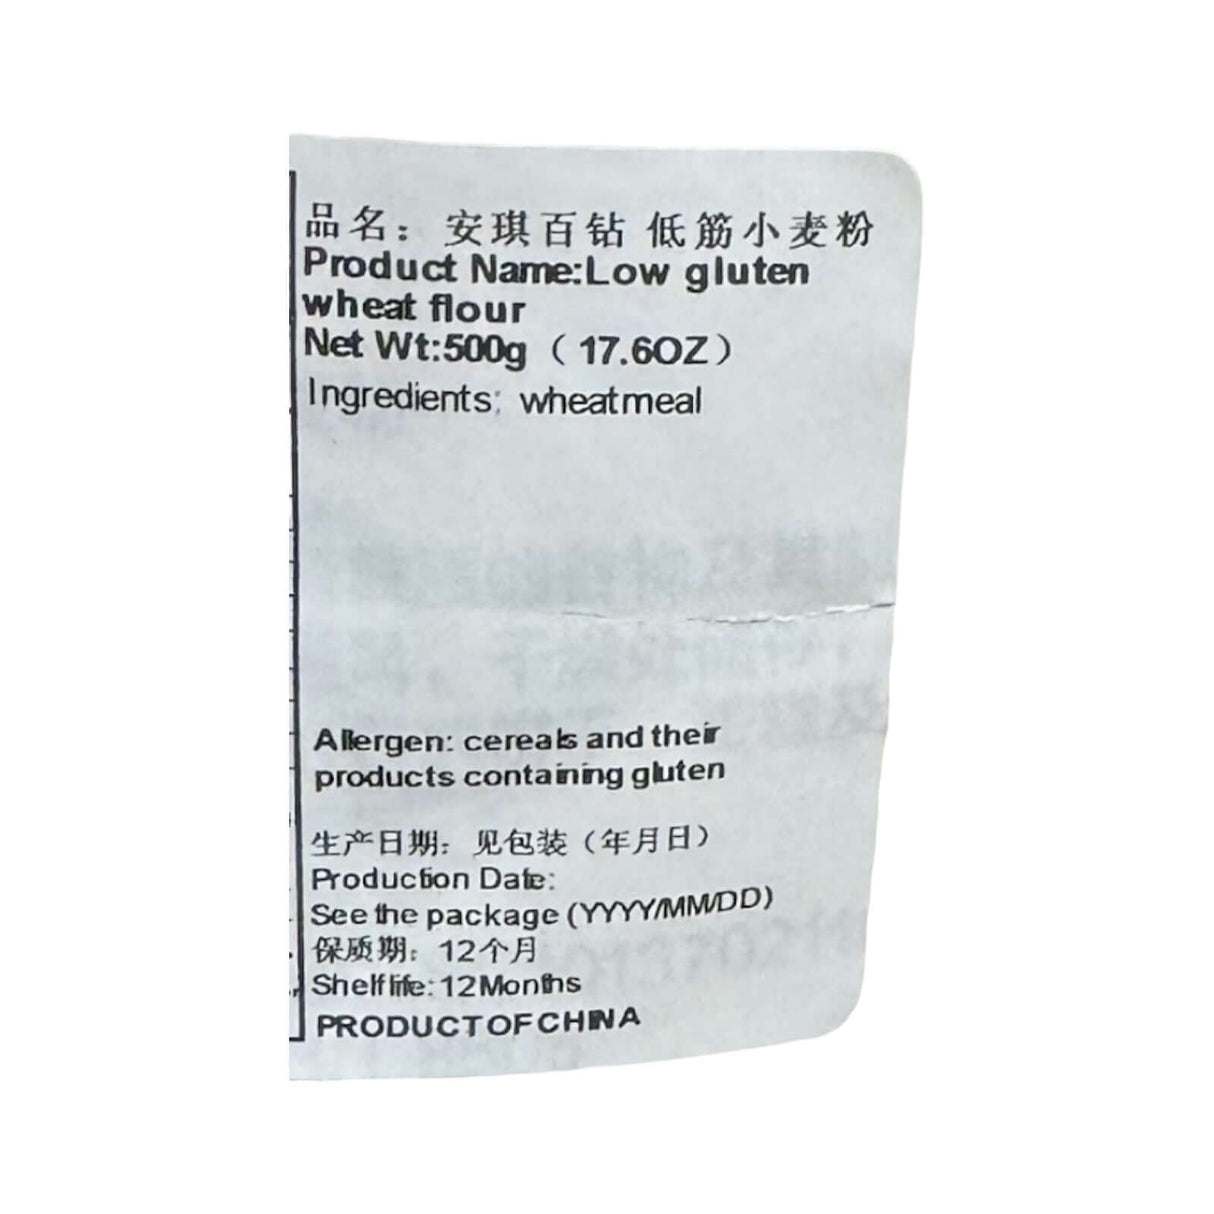 品名：安琪百钻 低筋小麦粉
Product Name:Low gluten
wheat flour
Net Wt:500g（17.6OZ）
Ingredients: wheatmeal
Allergen: cereals and their
products containing gluten
生产日期：见包装（年月日）
Production Date:
See the package (YYYY/MM/DD)
保质期：12个月
Shelf life:12Months
PRODUCT OF CHINA